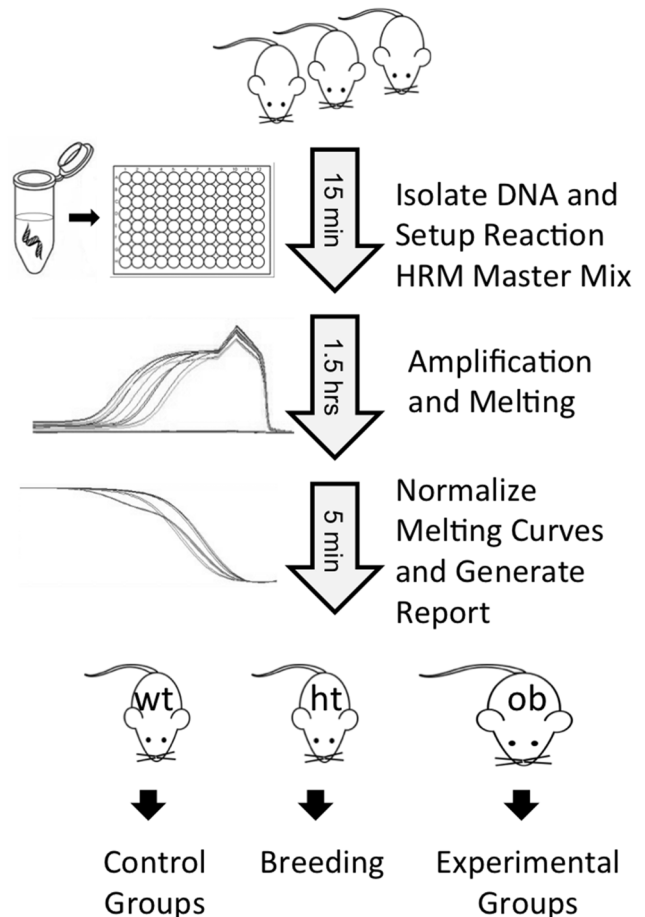 15 min
Isolate DNA and
Setup Reaction
HRM Master Mix
1.5 hrs
Amplification
and Melting
5 min
Normalize
Melting Curves
and Generate
Report
wt ht ob
Control Breeding Experimental
Groups Groups